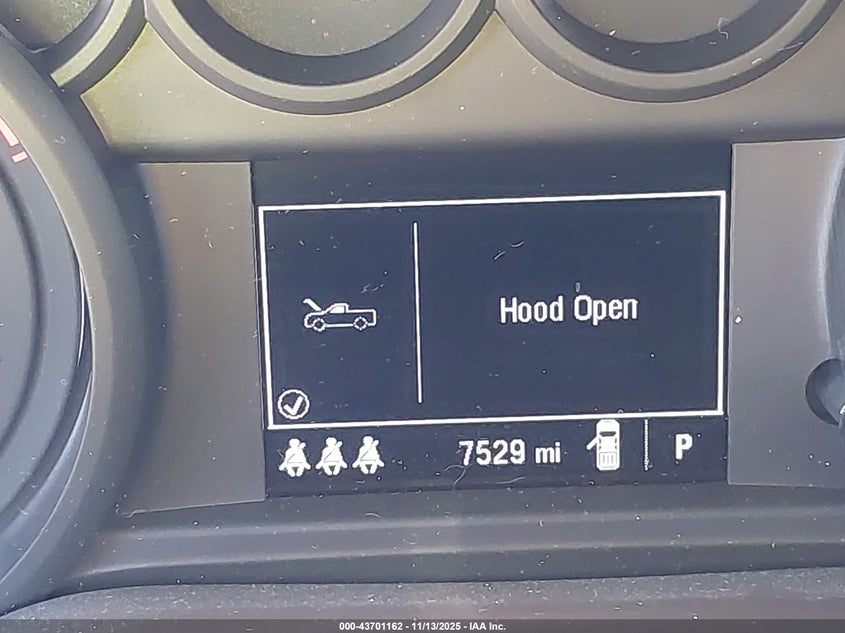 Hood Open
7529 mi
P
000-43701162 - 11/13/2025 - IAA Inc.